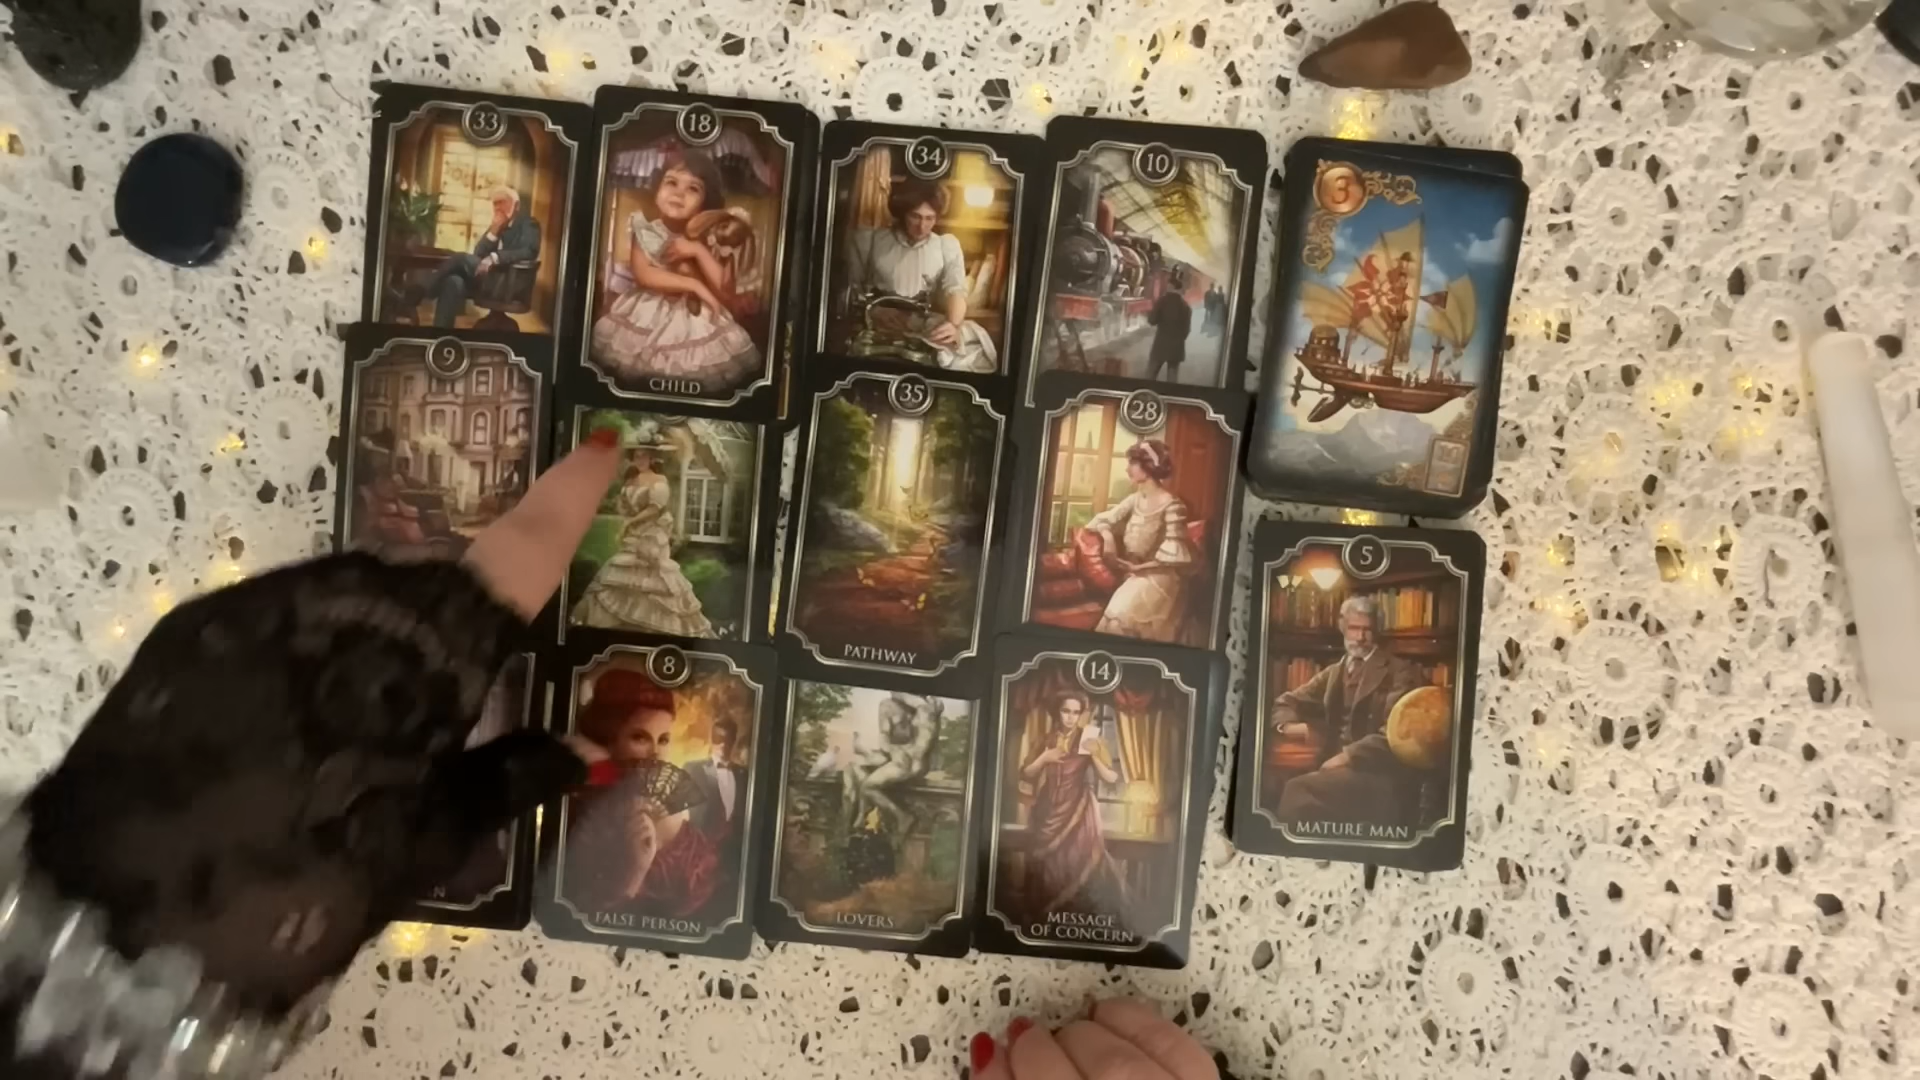 33
18
CHILD
34
10
3
9
35
PATHWAY
28
5
MATURE MAN
8
FALSE PERSON
LOVERS
14
MESSAGE
OF CONCERN
N